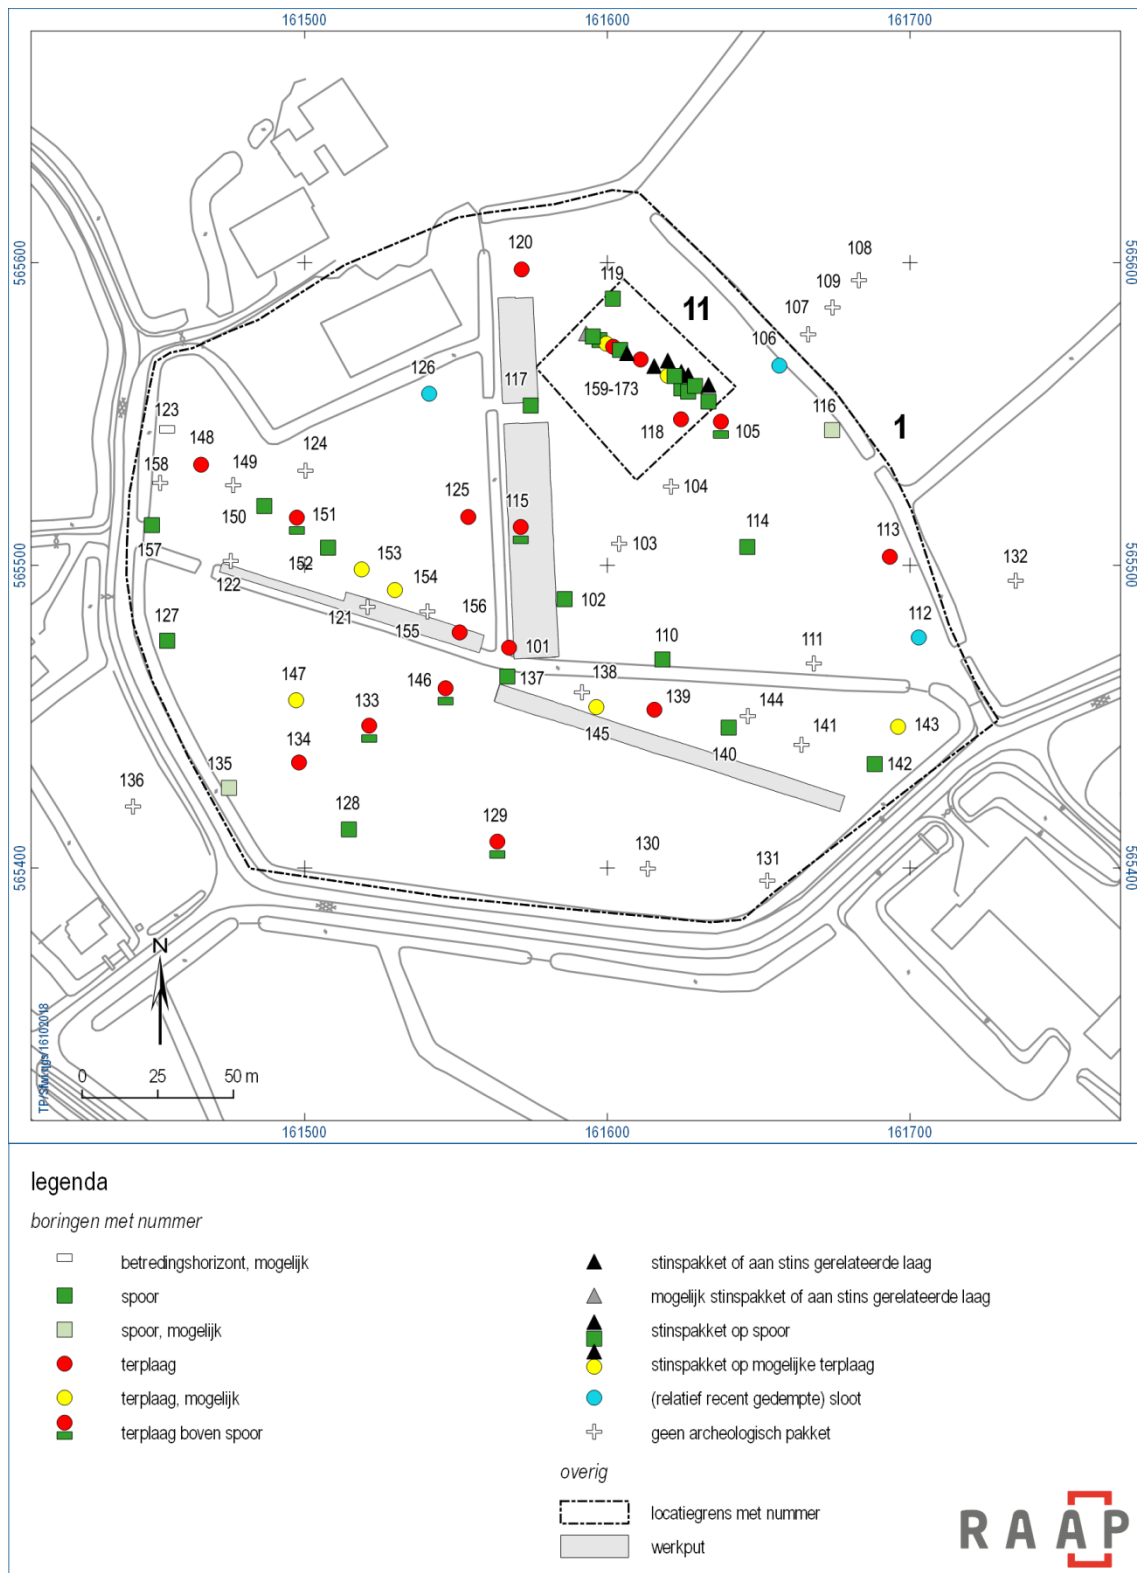 161500 161600 161700
565600 565600
565500 565500
565400 565400
161500 161600 161700
120
108
109
119
107
11
106
126
117
159-173
116
123
148
118
105
1
124
158
149
104
125
115
150
151
114
113
103
157
152
153
132
154
122
102
121
156
155
112
127
101
110
111
138
147
146
137
133
139
144
134
145
141
143
140
135
142
136
128
129
130
131
N
0 25 50 m
legenda
boringen met nummer
betredingshorizont, mogelijk
spoor
spoor, mogelijk
terplaag
terplaag, mogelijk
terplaag boven spoor
stinspakket of aan stins gerelateerde laag
mogelijk stinspakket of aan stins gerelateerde laag
stinspakket op spoor
stinspakket op mogelijke terplaag
(relatief recent gedempte) sloot
geen archeologisch pakket
overig
locatiegrens met nummer
werkput
RAAP